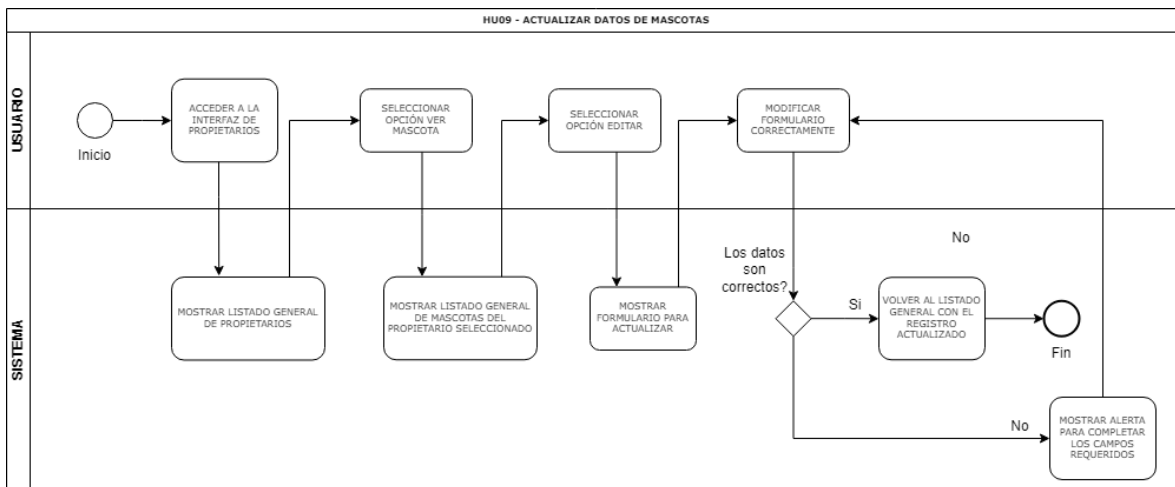 HU09 - ACTUALIZAR DATOS DE MASCOTAS
USUARIO
Inicio
ACCEDER A LA
INTERFAZ DE
PROPIETARIOS
SELECCIONAR
OPCIÓN VER
MASCOTA
SELECCIONAR
OPCIÓN EDITAR
MODIFICAR
FORMULARIO
CORRECTAMENTE
SISTEMA
MOSTRAR LISTADO GENERAL
DE PROPIETARIOS
MOSTRAR LISTADO GENERAL
DE MASCOTAS DEL
PROPIETARIO SELECCIONADO
MOSTRAR
FORMULARIO PARA
ACTUALIZAR
Los datos
son
correctos?
Si
VOLVER AL LISTADO
GENERAL CON EL
REGISTRO
ACTUALIZADO
No
Fin
No
MOSTRAR ALERTA
PARA COMPLETAR
LOS CAMPOS
REQUERIDOS